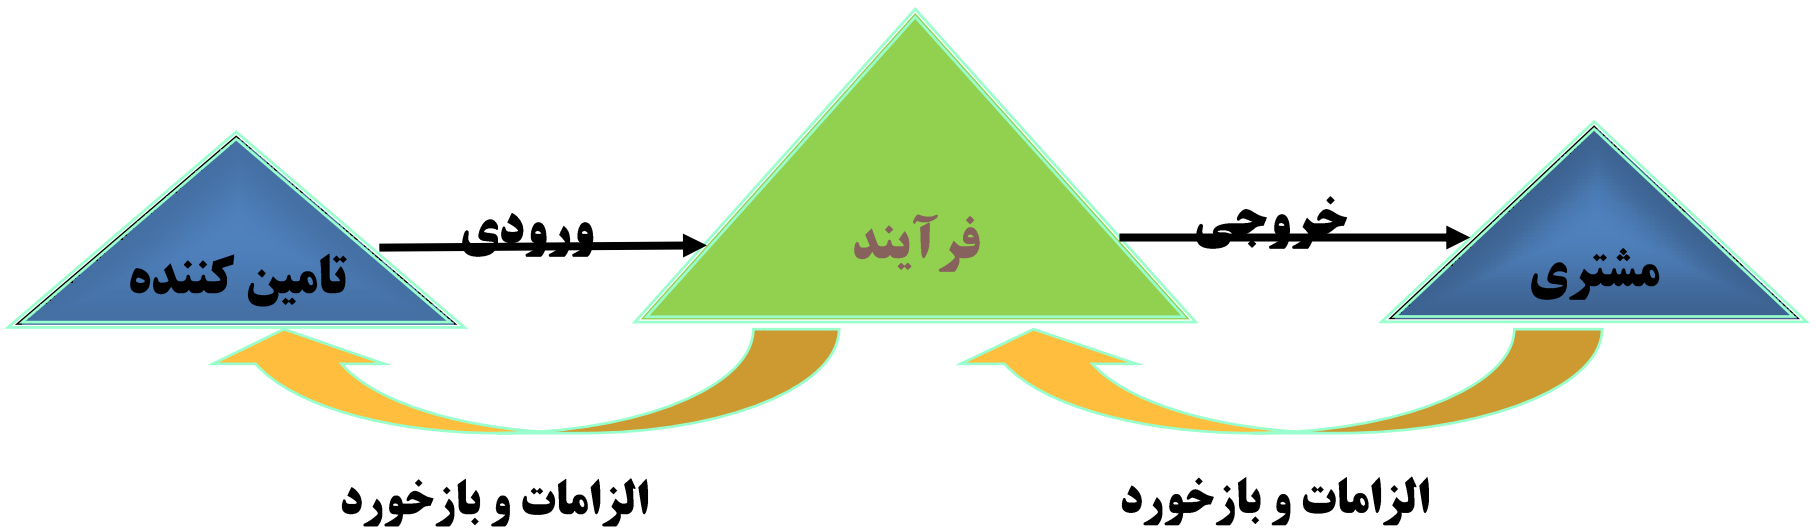 تامین کننده
ورودی
فرآیند
خروجی
مشتری
الزامات و بازخورد
الزامات و بازخورد